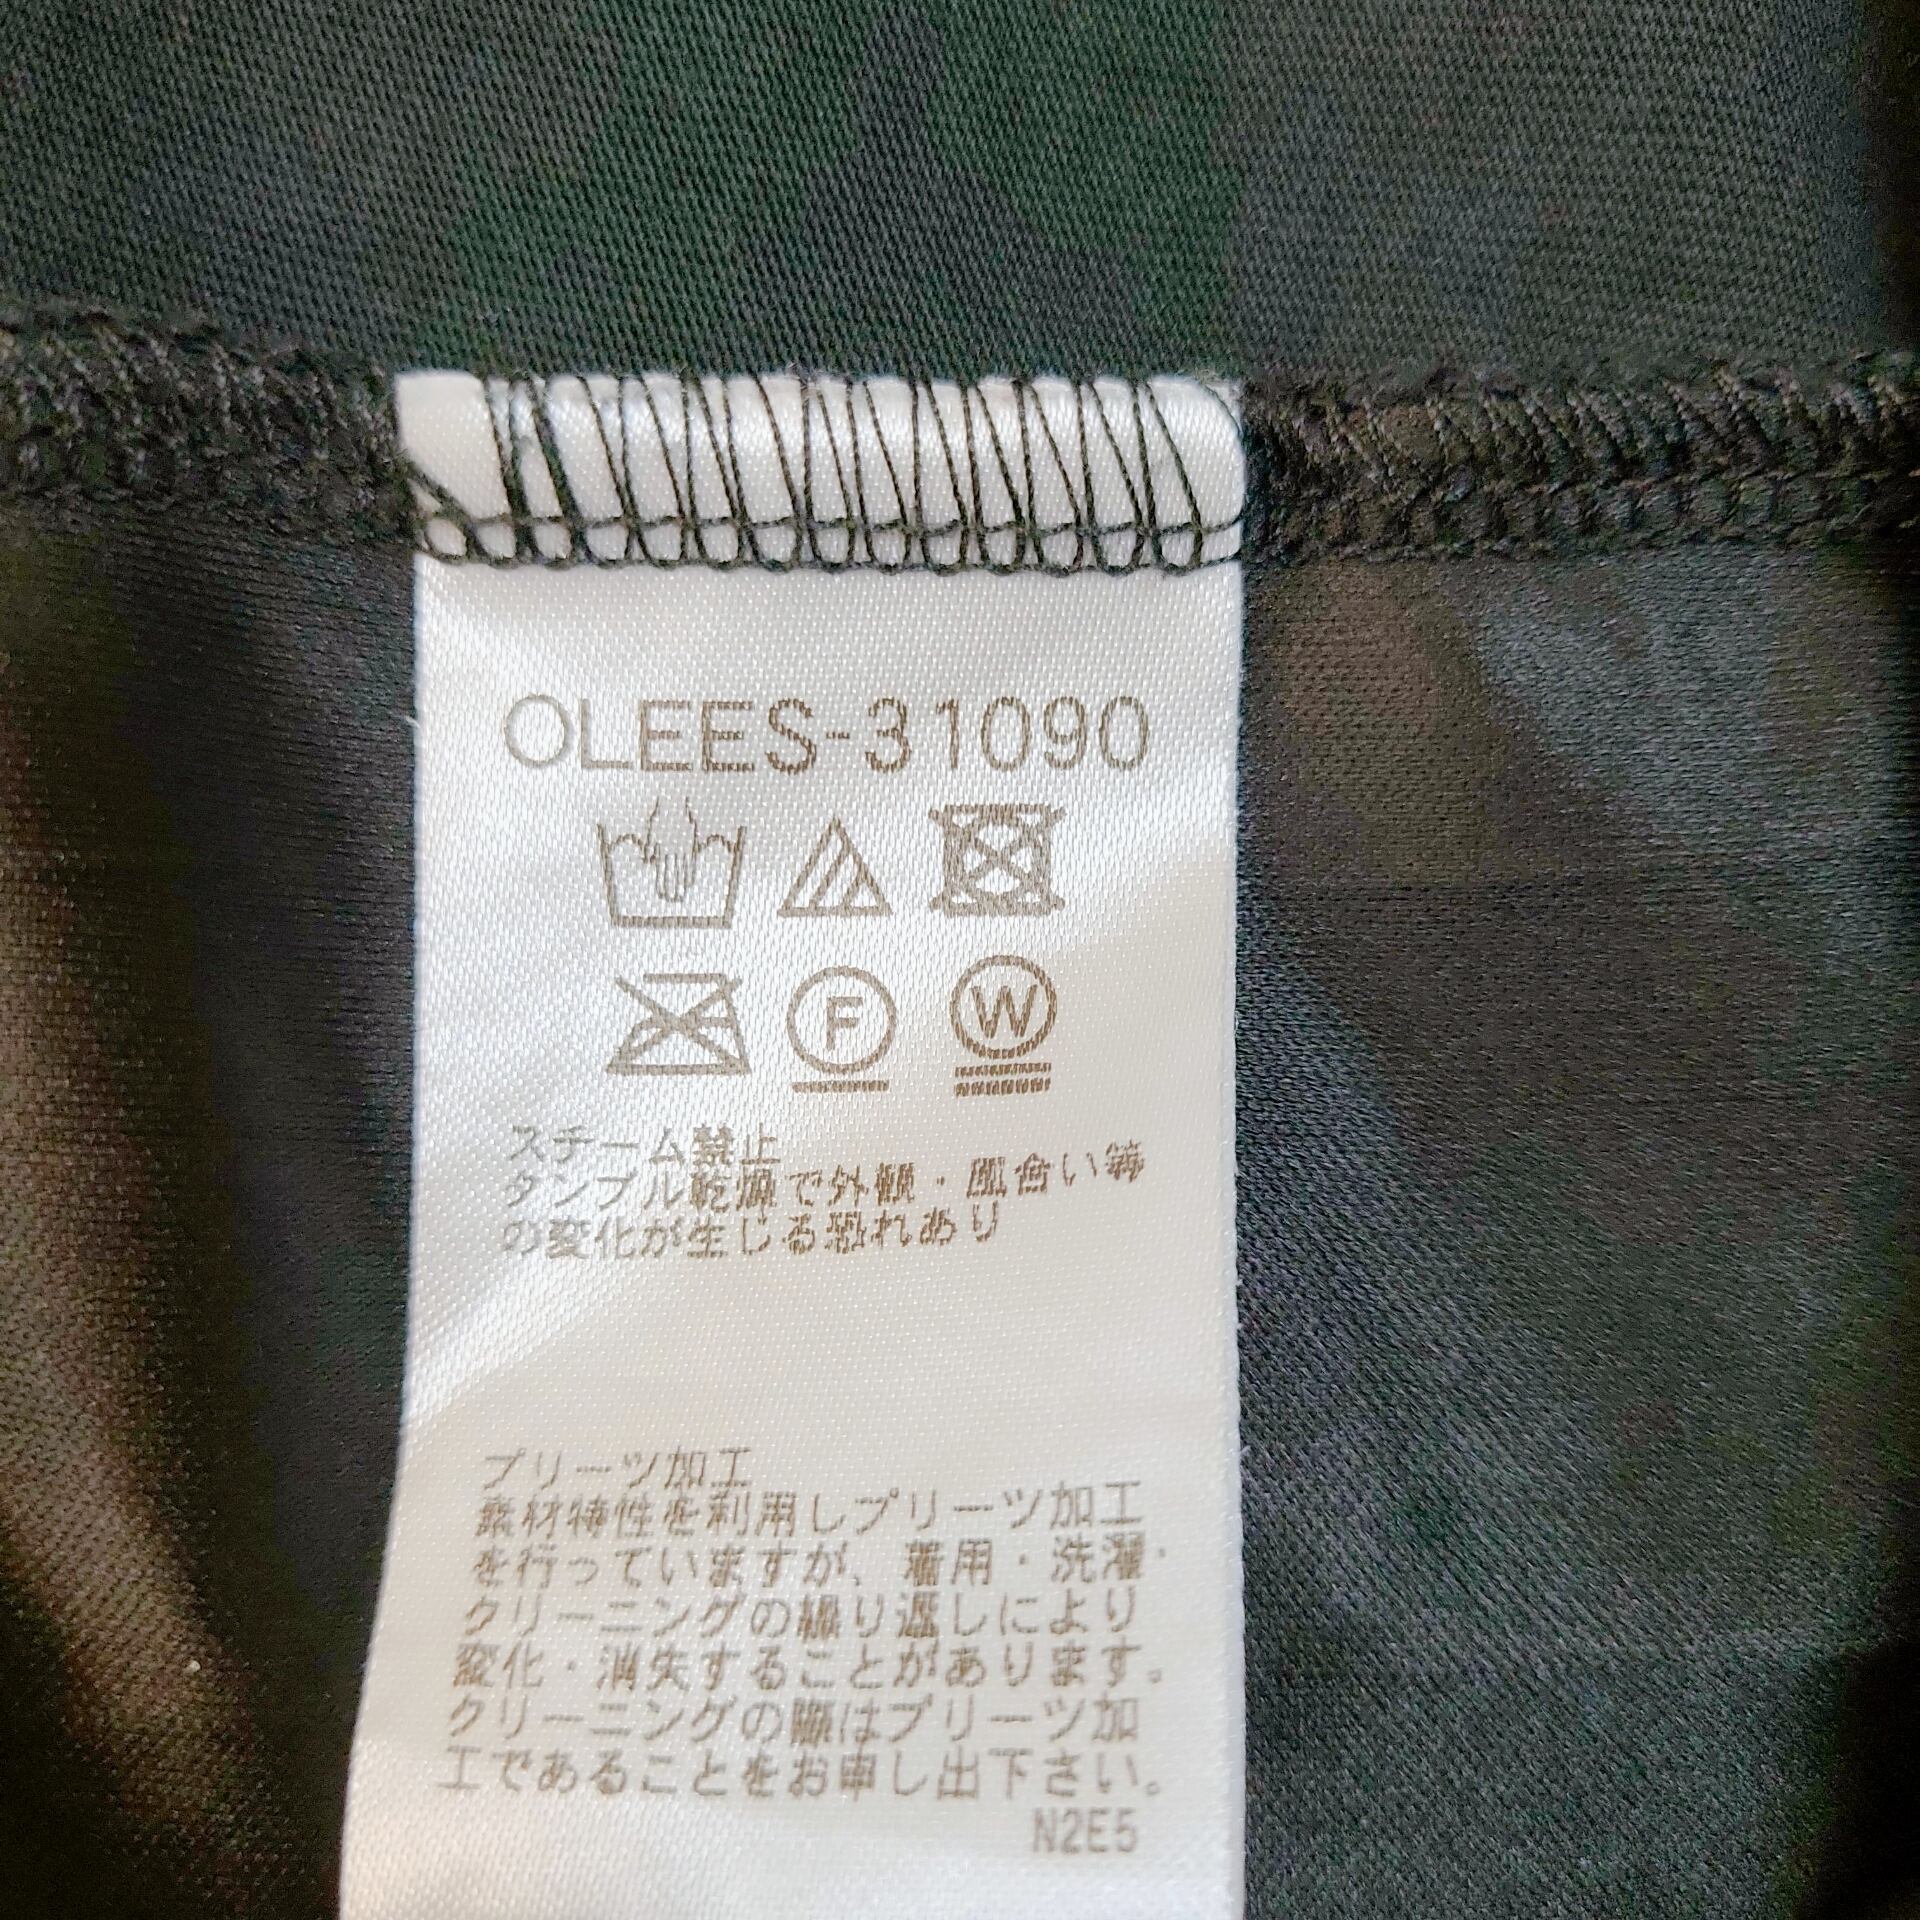 OLEES-31090
F W
スチーム禁止
タンブル乾燥で外観・風合い等
の変化が生じる恐れあり
プリーツ加工
素材特性を利用しプリーツ加工
を行っていますが、着用・洗濯・
クリーニングの繰り返しにより
変化・消失することがあります。
クリーニングの際はプリーツ加
工であることをお申し出下さい。
N2E5